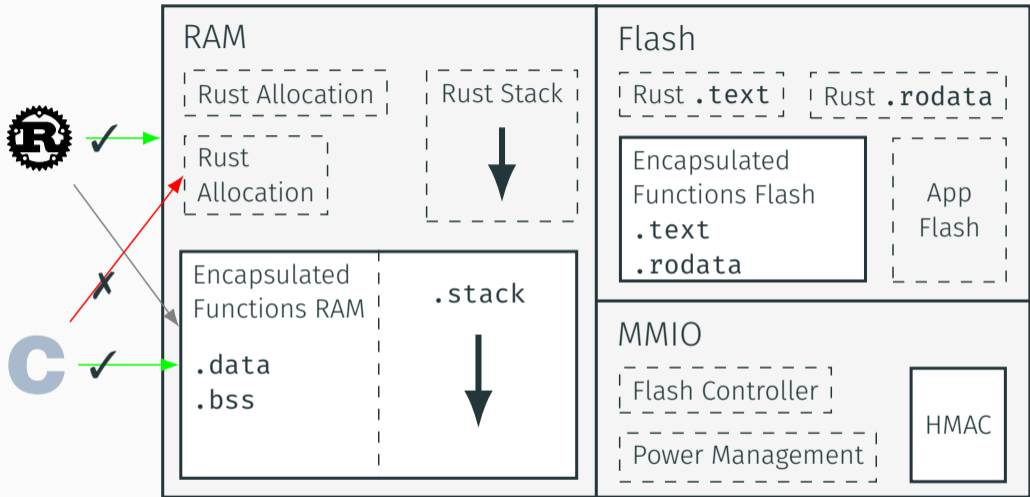 RAM
Rust Allocation
Rust Stack
Rust
Allocation
Encapsulated
Functions RAM
.data
.bss
.stack
Flash
Rust .text
Rust .rodata
Encapsulated
Functions Flash
.text
.rodata
App
Flash
MMIO
Flash Controller
Power Management
HMAC
R
✓
✗
C
✓